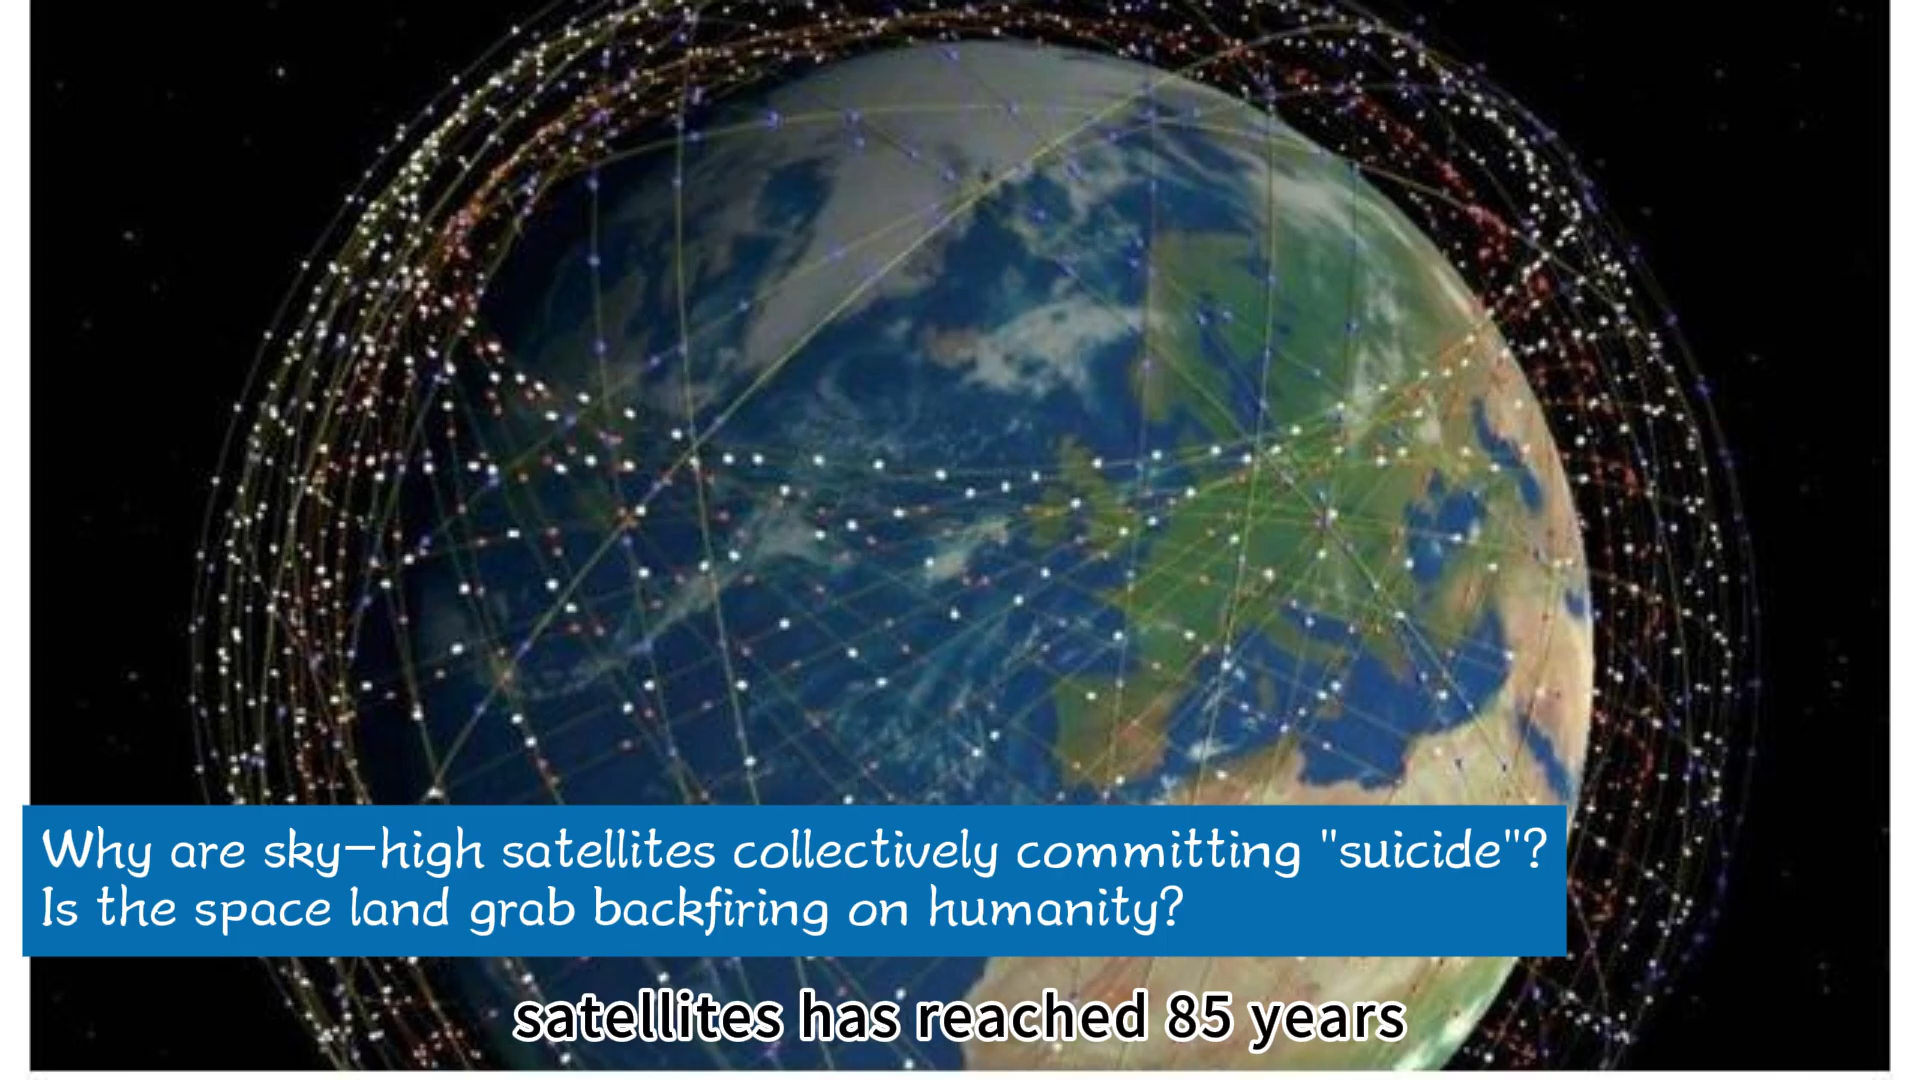 Why are sky-high satellites collectively committing "suicide"?
Is the space land grab backfiring on humanity?
satellites has reached 85 years